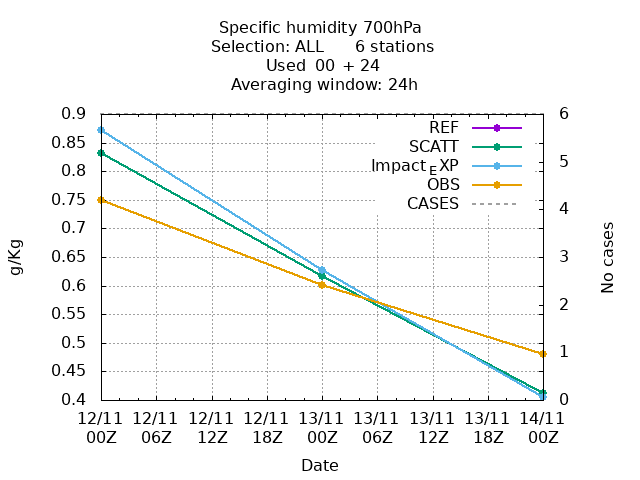 Specific humidity 700hPa
Selection: ALL 6 stations
Used 00 + 24
Averaging window: 24h
0.9
0.85
0.8
0.75
0.7
0.65
0.6
0.55
0.5
0.45
0.4
g/Kg
6
5
4
3
2
1
0
No cases
REF
SCATT
Impact_EXP
OBS
CASES
12/11 12/11 12/11 12/11 13/11 13/11 13/11 13/11 14/11
00Z 06Z 12Z 18Z 00Z 06Z 12Z 18Z 00Z
Date